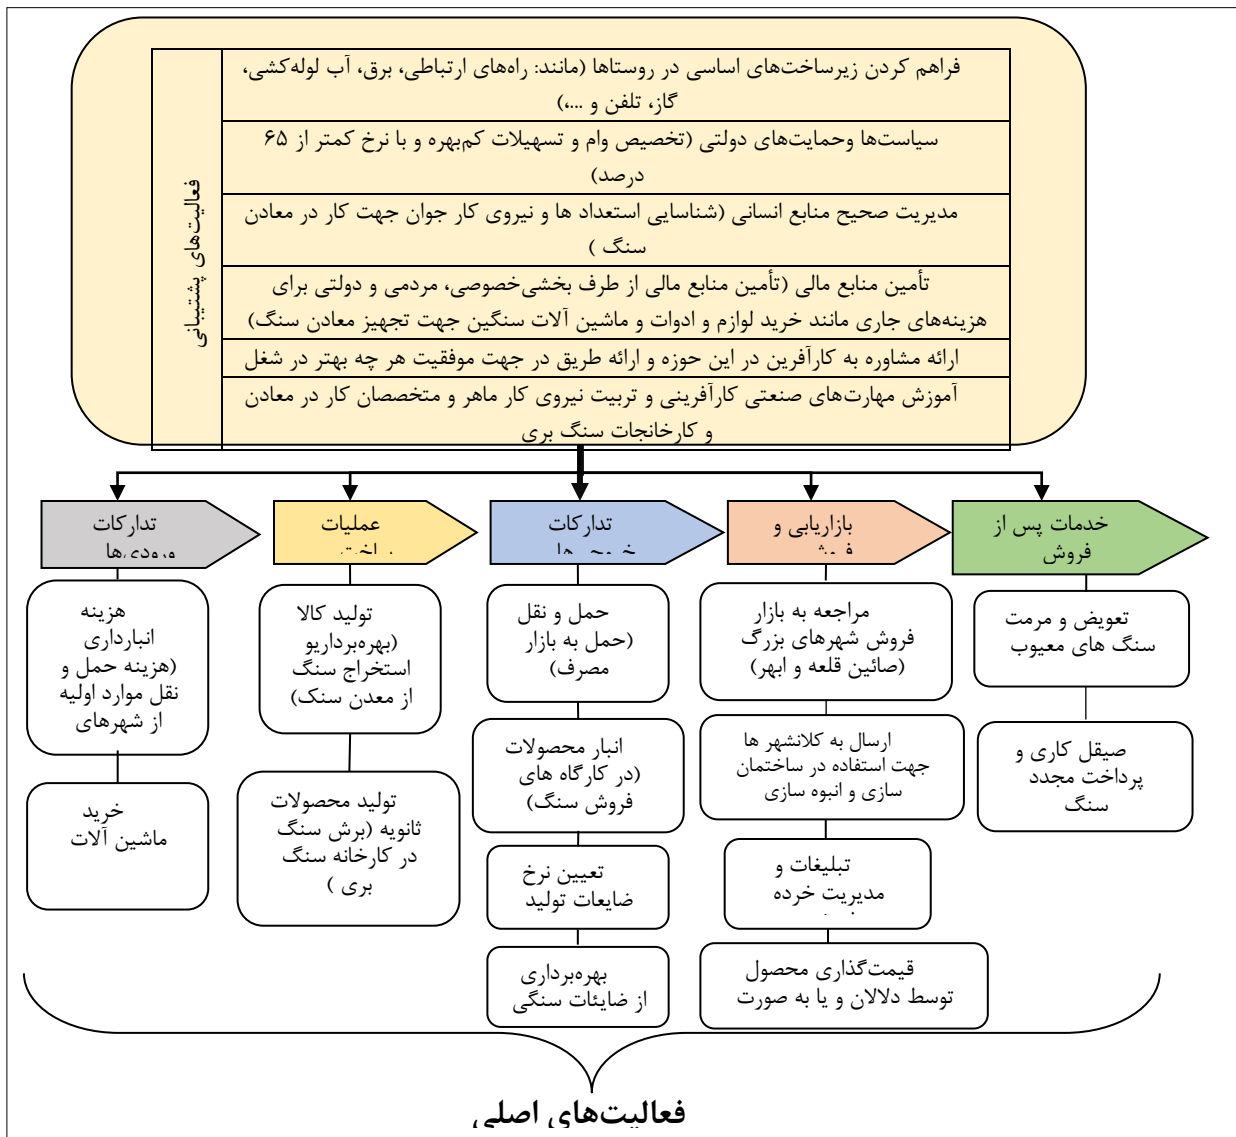 فراهم کردن زیرساخت‌های اساسی در روستاها (مانند: راه‌های ارتباطی، برق، آب لوله‌کشی،
گاز، تلفن و ...،)
سیاست‌ها وحمایت‌های دولتی (تخصیص وام و تسهیلات کم‌بهره و با نرخ کمتر از ۶۵
درصد)
مدیریت صحیح منابع انسانی (شناسایی استعداد ها و نیروی کار جوان جهت کار در معادن
سنگ )
تأمین منابع مالی (تأمین منابع مالی از طرف بخشی‌خصوصی، مردمی و دولتی برای
هزینه‌های جاری مانند خرید لوازم و ادوات و ماشین آلات سنگین جهت تجهیز معادن سنگ)
ارائه مشاوره به کارآفرین در این حوزه و ارائه طریق در جهت موفقیت هر چه بهتر در شغل
آموزش مهارت‌های صنعتی کارآفرینی و تربیت نیروی کار ماهر و متخصصان کار در معادن
و کارخانجات سنگ بری
فعالیت‌های پشتیبانی
خدمات پس از
فروش
تعویض و مرمت
سنگ های معیوب
صیقل کاری و
پرداخت مجدد
سنگ
بازاریابی و
فروش
مراجعه به بازار
فروش شهرهای بزرگ
(صائین قلعه و ابهر)
ارسال به کلانشهر ها
جهت استفاده در ساختمان
سازی و انبوه سازی
تبلیغات و
مدیریت خرده
قیمت‌گذاری محصول
توسط دلالان و یا به صورت
تدارکات
خروجی‌ها
حمل و نقل
(حمل به بازار
مصرف)
انبار محصولات
(در کارگاه های
فروش سنگ)
تعیین نرخ
ضایعات تولید
بهره‌برداری
از ضایئات سنگی
عملیات
ساخت
تولید کالا
(بهره‌برداریو
استخراج سنگ
از معدن سنک)
تولید محصولات
ثانویه (برش سنگ
در کارخانه سنگ
بری )
تدارکات
ورودی‌ها
هزینه
انبارداری
(هزینه حمل و
نقل موارد اولیه
از شهرهای
خرید
ماشین آلات
فعالیت‌های اصلی